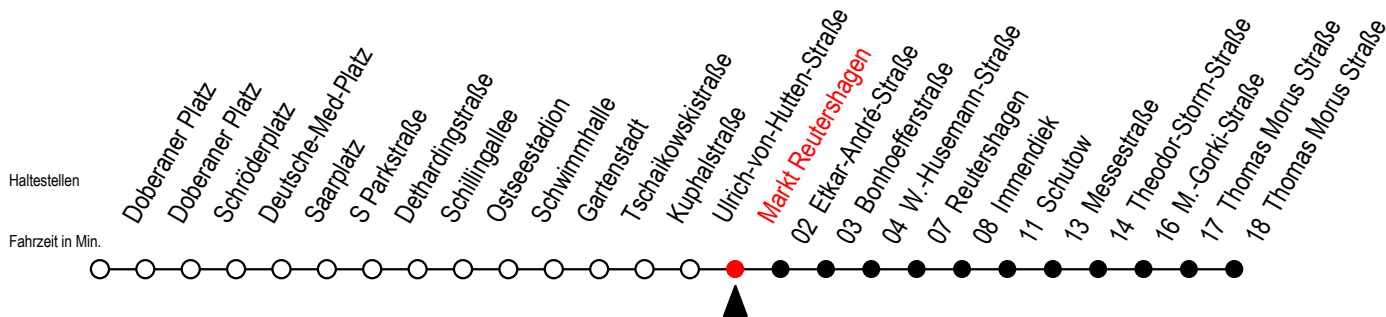 Haltestellen
Fahrzeit in Min.
Doberaner Platz
Doberaner Platz
Schröderplatz
Deutsche-Med-Platz
Saarplatz
S Parkstraße
Dethardingstraße
Schillingallee
Ostseestadion
Schwimmhalle
Gartenstadt
Tschaikowskistraße
Kuphalstraße
Ulrich-von-Hutten-Straße
Markt Reutershagen
02 Etkar-André-Straße
03 Bonhoefferstraße
04 W.-Husemann-Straße
07 Reutershagen
08 Immendiek
11 Schutow
13 Messestraße
14 Theodor-Storm-Straße
16 M.-Gorki-Straße
17 Thomas Morus Straße
18 Thomas Morus Straße